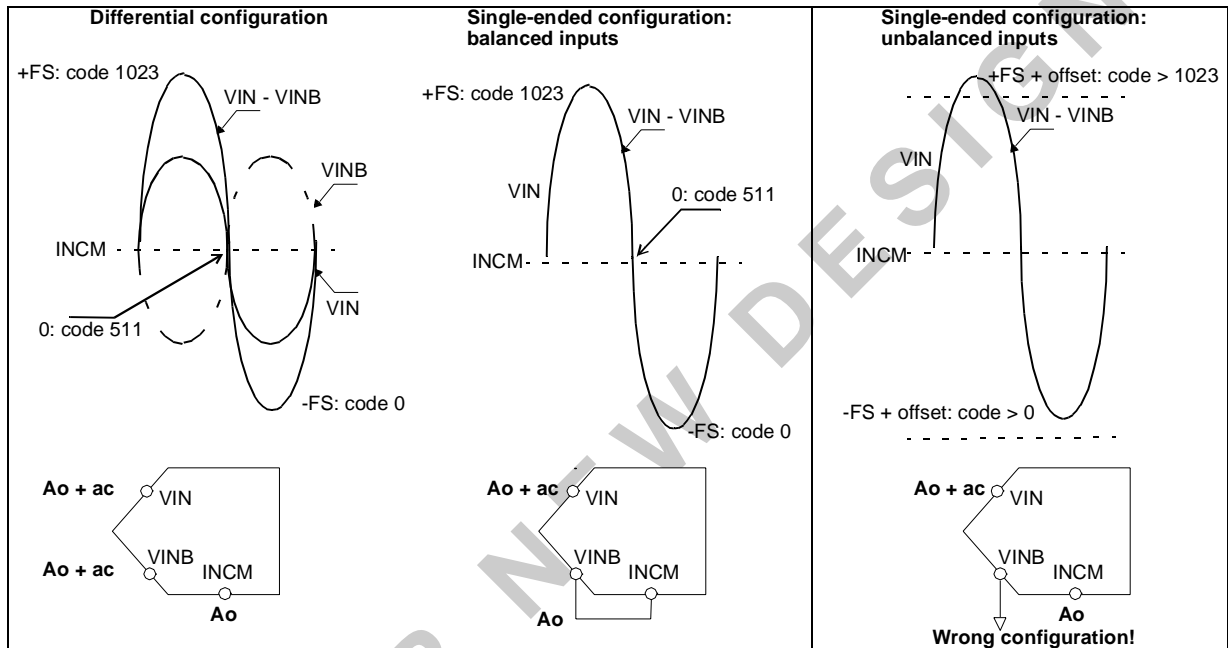 Differential configuration
+FS: code 1023
VIN - VINB
VINB
INCM
VIN
0: code 511
-FS: code 0
Ao + ac
VIN
Ao + ac
VINB
INCM
Ao
Single-ended configuration:
balanced inputs
+FS: code 1023
VIN - VINB
VIN
0: code 511
INCM
-FS: code 0
Ao + ac
VIN
VINB
INCM
Ao
Single-ended configuration:
unbalanced inputs
+FS + offset: code > 1023
VIN - VINB
VIN
INCM
-FS + offset: code > 0
Ao + ac
VIN
VINB
INCM
Ao
Wrong configuration!
R NEW DESIGN